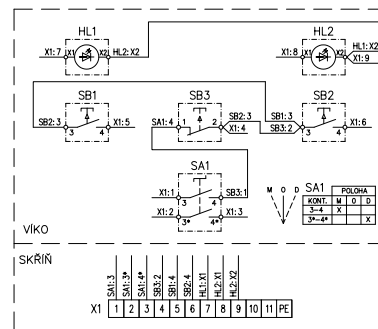 HL1
HL2
X1:7
X1
X2
HL2:X2
X1:8
X1
X2
HL1:X2
X1:9
SB1
SB3
SB2
SB2:3
3
4
X1:5
SA1:4
1
2
SB2:3
X1:4
SB1:3
SB3:2
3
4
X1:6
SA1
X1:1
3
4
SB3:1
X1:2
3*
4*
X1:3
M O D
SA1
POLOHA
KONT. M O D
3-4 X
3*-4* X
VÍKO
SKŘÍŇ
SA1:3
SA1:3*
SA1:4*
SB3:2
SB1:4
SB2:4
HL1:X1
HL2:X1
HL2:X2
X1 1 2 3 4 5 6 7 8 9 10 11 PE